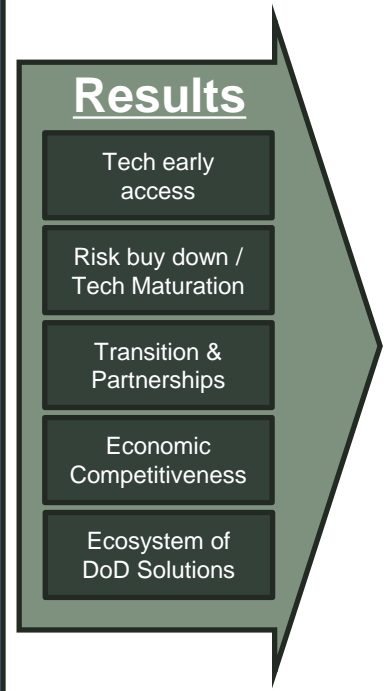 Results
Tech early
access
Risk buy down /
Tech Maturation
Transition &
Partnerships
Economic
Competitiveness
Ecosystem of
DoD Solutions